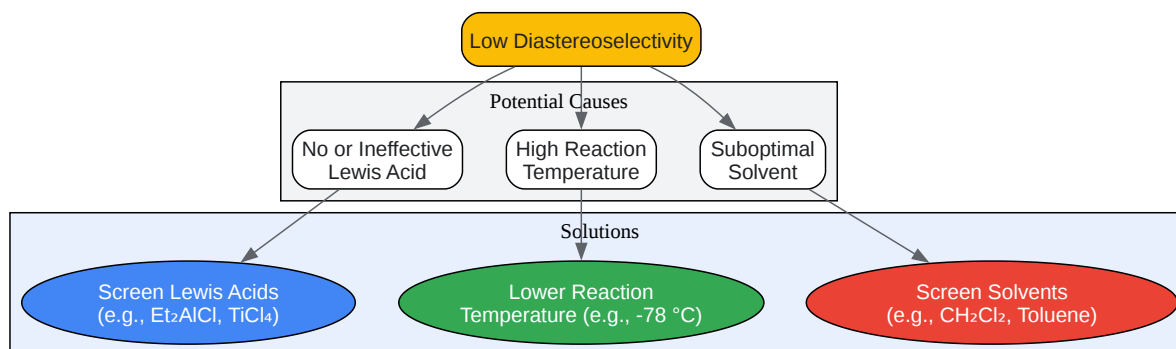 Low Diastereoselectivity
Potential Causes
No or Ineffective
Lewis Acid
High Reaction
Temperature
Suboptimal
Solvent
Solutions
Screen Lewis Acids
(e.g., Et₂AlCl, TiCl₄)
Lower Reaction
Temperature (e.g., -78 °C)
Screen Solvents
(e.g., CH₂Cl₂, Toluene)